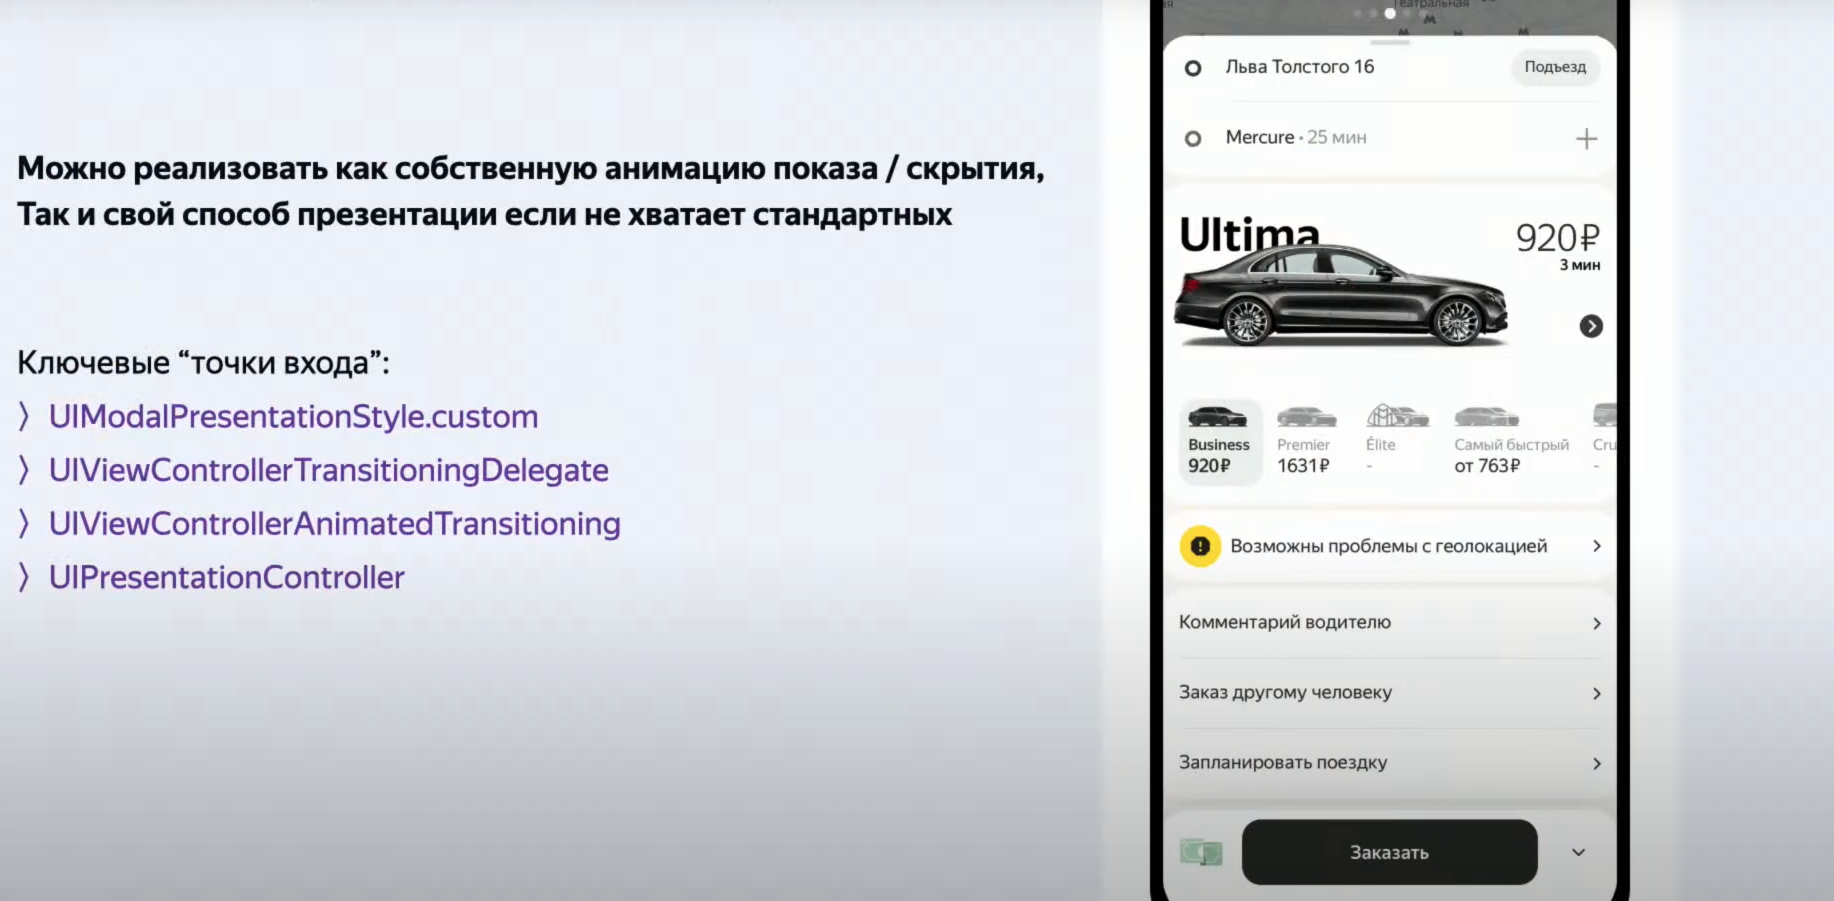 Можно реализовать как собственную анимацию показа / скрытия,
Так и свой способ презентации если не хватает стандартных
Ключевые “точки входа”:
〉 UIModalPresentationStyle.custom
〉 UIViewControllerTransitioningDelegate
〉 UIViewControllerAnimatedTransitioning
〉 UIPresentationController
Театральная
Льва Толстого 16
Подъезд
Mercure • 25 мин
Ultima
920₽
3 мин
Business
920₽
Premier
1631₽
Élite
-
Самый быстрый
от 763₽
Cru
-
Возможны проблемы с геолокацией
Комментарий водителю
Заказ другому человеку
Запланировать поездку
Заказать